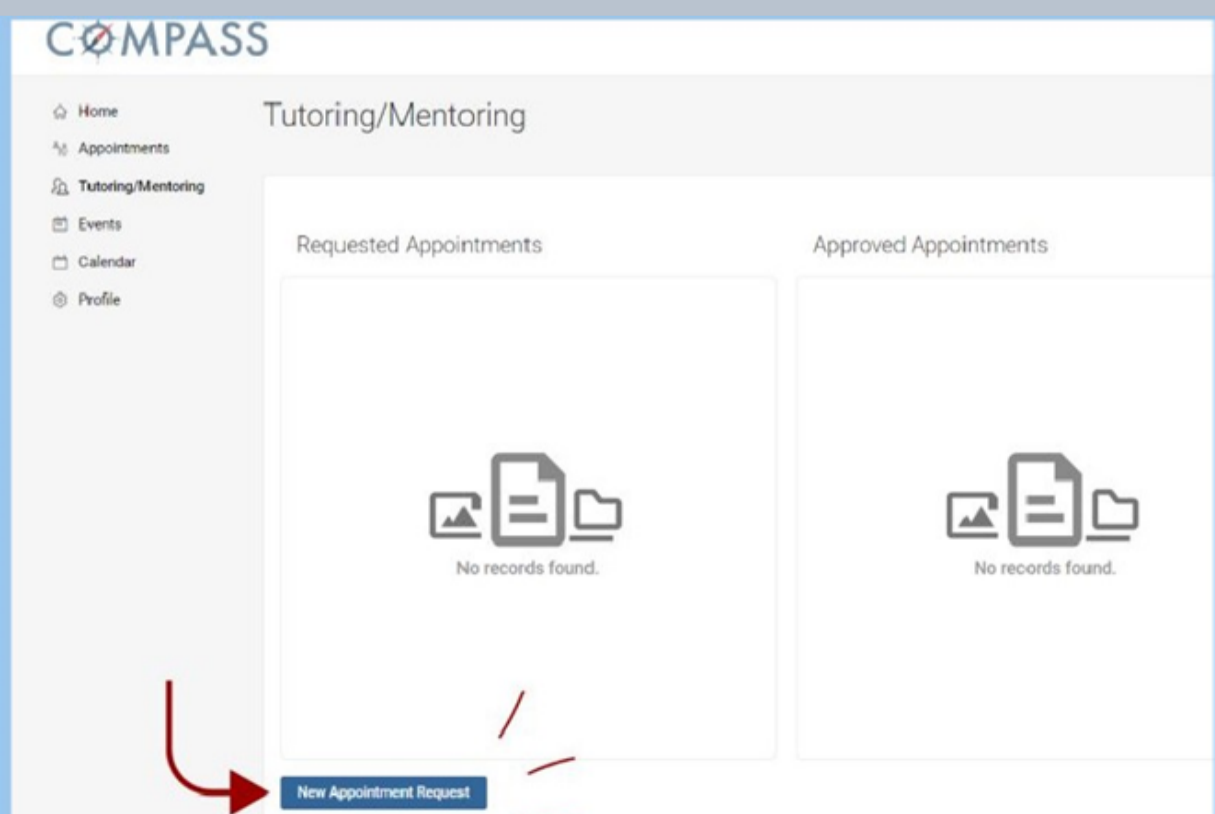 COMPASS
Home
Appointments
Tutoring/Mentoring
Events
Calendar
Profile
Tutoring/Mentoring
Requested Appointments
Approved Appointments
No records found.
No records found.
New Appointment Request